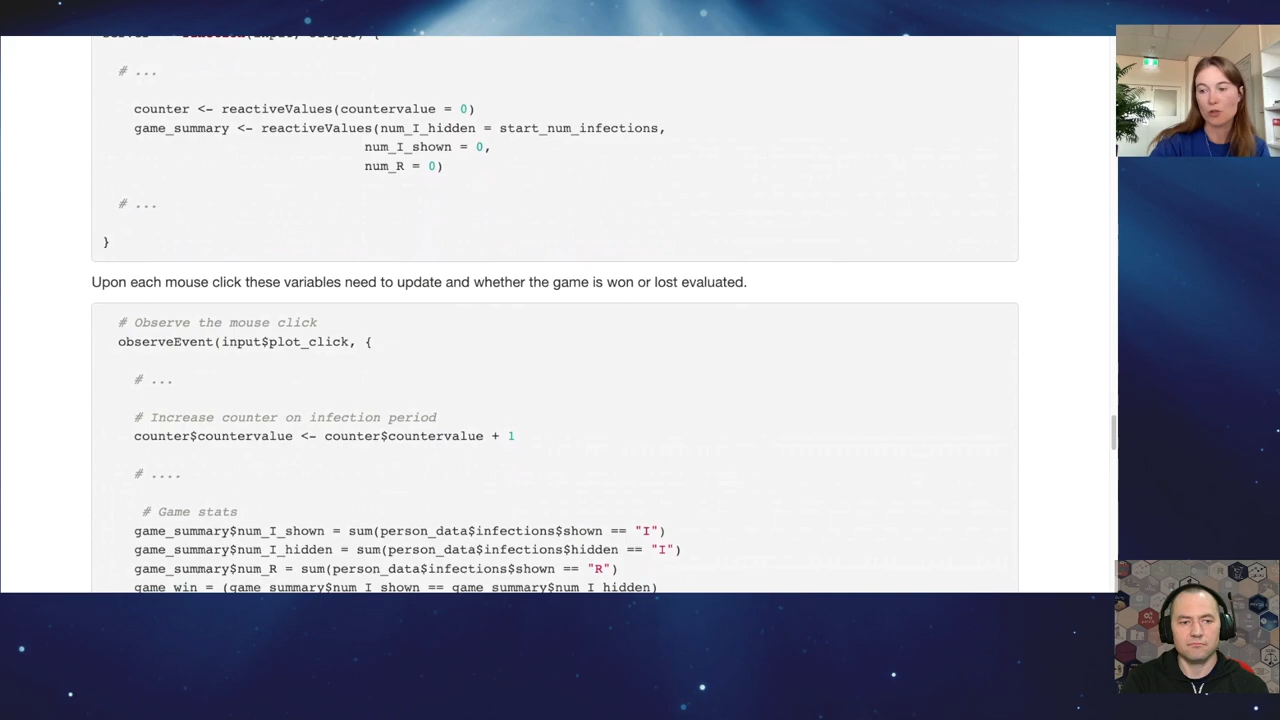 # ...
counter <- reactiveValues(countervalue = 0)
game_summary <- reactiveValues(num_I_hidden = start_num_infections,
num_I_shown = 0,
num_R = 0)
# ...
}
Upon each mouse click these variables need to update and whether the game is won or lost evaluated.
# Observe the mouse click
observeEvent(input$plot_click, {
# ...
# Increase counter on infection period
counter$countervalue <- counter$countervalue + 1
# ....
# Game stats
game_summary$num_I_shown = sum(person_data$infections$shown == "I")
game_summary$num_I_hidden = sum(person_data$infections$hidden == "I")
game_summary$num_R = sum(person_data$infections$shown == "R")
game_win = (game_summary$num_I_shown == game_summary$num_I_hidden)